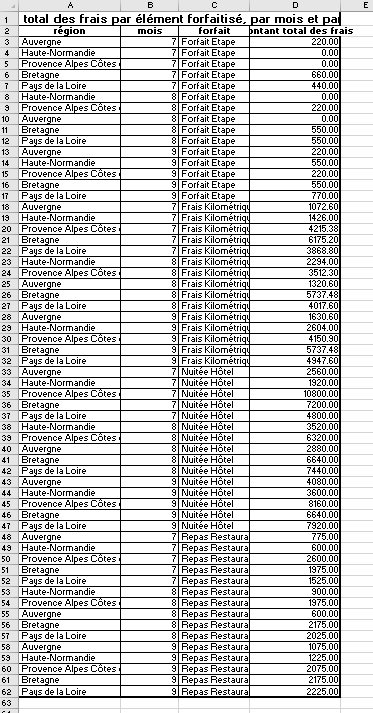 A B C D E
1 total des frais par élément forfaitisé, par mois et pa
2 région mois forfait ontant total des frais
3 Auvergne 7 Forfait Etape 220.00
4 Haute-Normandie 7 Forfait Etape 0.00
5 Provence Alpes Côtes 7 Forfait Etape 0.00
6 Bretagne 7 Forfait Etape 660.00
7 Pays de la Loire 7 Forfait Etape 440.00
8 Haute-Normandie 8 Forfait Etape 0.00
9 Provence Alpes Côtes 8 Forfait Etape 220.00
10 Auvergne 8 Forfait Etape 0.00
11 Bretagne 8 Forfait Etape 550.00
12 Pays de la Loire 8 Forfait Etape 550.00
13 Auvergne 9 Forfait Etape 220.00
14 Haute-Normandie 9 Forfait Etape 550.00
15 Provence Alpes Côtes 9 Forfait Etape 220.00
16 Bretagne 9 Forfait Etape 550.00
17 Pays de la Loire 9 Forfait Etape 770.00
18 Auvergne 7 Frais Kilométriqu 1072.60
19 Haute-Normandie 7 Frais Kilométriqu 1426.00
20 Provence Alpes Côtes 7 Frais Kilométriqu 4215.38
21 Bretagne 7 Frais Kilométriqu 6175.20
22 Pays de la Loire 7 Frais Kilométriqu 3868.80
23 Haute-Normandie 8 Frais Kilométriqu 2294.00
24 Provence Alpes Côtes 8 Frais Kilométriqu 3512.30
25 Auvergne 8 Frais Kilométriqu 1320.60
26 Bretagne 8 Frais Kilométriqu 5737.48
27 Pays de la Loire 8 Frais Kilométriqu 4017.60
28 Auvergne 9 Frais Kilométriqu 1630.60
29 Haute-Normandie 9 Frais Kilométriqu 2604.00
30 Provence Alpes Côtes 9 Frais Kilométriqu 4150.90
31 Bretagne 9 Frais Kilométriqu 5737.48
32 Pays de la Loire 9 Frais Kilométriqu 4947.60
33 Auvergne 7 Nuitée Hôtel 2560.00
34 Haute-Normandie 7 Nuitée Hôtel 1920.00
35 Provence Alpes Côtes 7 Nuitée Hôtel 10800.00
36 Bretagne 7 Nuitée Hôtel 7200.00
37 Pays de la Loire 7 Nuitée Hôtel 4800.00
38 Haute-Normandie 8 Nuitée Hôtel 3520.00
39 Provence Alpes Côtes 8 Nuitée Hôtel 6320.00
40 Auvergne 8 Nuitée Hôtel 2880.00
41 Bretagne 8 Nuitée Hôtel 6640.00
42 Pays de la Loire 8 Nuitée Hôtel 7440.00
43 Auvergne 9 Nuitée Hôtel 4080.00
44 Haute-Normandie 9 Nuitée Hôtel 3600.00
45 Provence Alpes Côtes 9 Nuitée Hôtel 8160.00
46 Bretagne 9 Nuitée Hôtel 6640.00
47 Pays de la Loire 9 Nuitée Hôtel 7920.00
48 Auvergne 7 Repas Restaura 775.00
49 Haute-Normandie 7 Repas Restaura 600.00
50 Provence Alpes Côtes 7 Repas Restaura 2600.00
51 Bretagne 7 Repas Restaura 1975.00
52 Pays de la Loire 7 Repas Restaura 1525.00
53 Haute-Normandie 8 Repas Restaura 900.00
54 Provence Alpes Côtes 8 Repas Restaura 1975.00
55 Auvergne 8 Repas Restaura 600.00
56 Bretagne 8 Repas Restaura 2175.00
57 Pays de la Loire 8 Repas Restaura 2025.00
58 Auvergne 9 Repas Restaura 1075.00
59 Haute-Normandie 9 Repas Restaura 1225.00
60 Provence Alpes Côtes 9 Repas Restaura 2075.00
61 Bretagne 9 Repas Restaura 2175.00
62 Pays de la Loire 9 Repas Restaura 2225.00
63